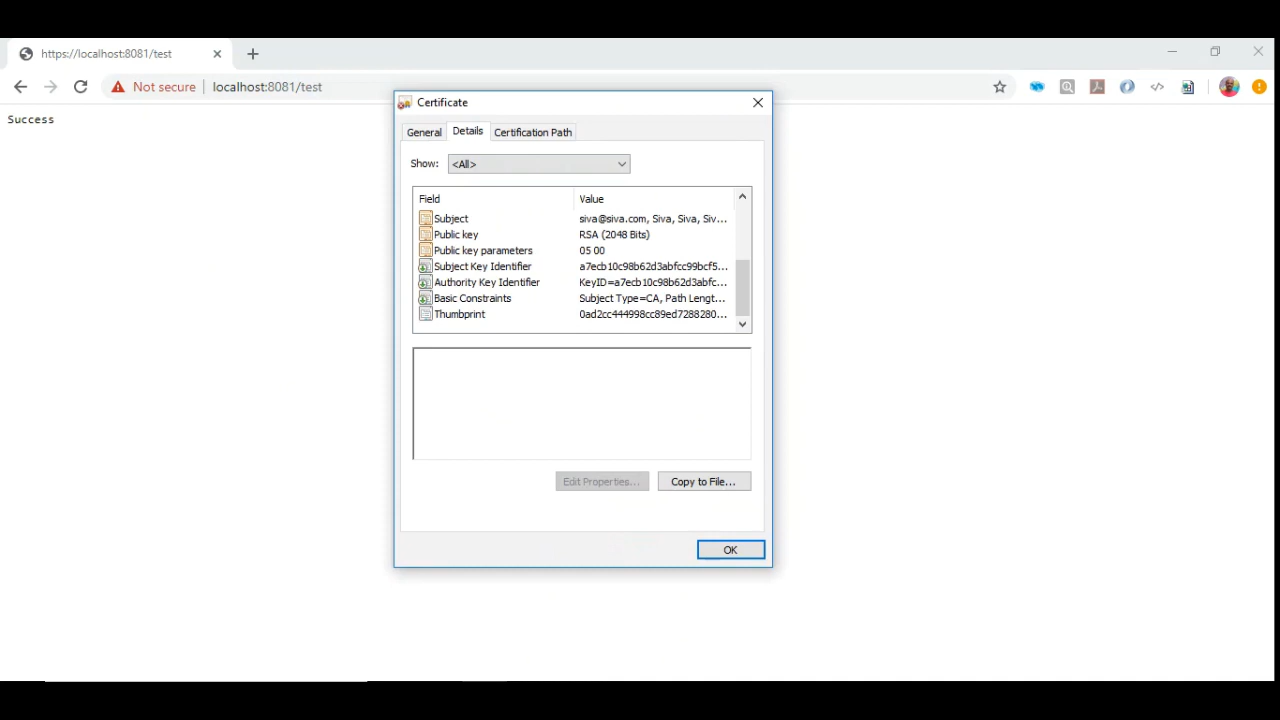 https://localhost:8081/test
Not secure localhost:8081/test
Success
Certificate
General Details Certification Path
Show: <All>
Field Value
Subject siva@siva.com, Siva, Siva, Siv...
Public key RSA (2048 Bits)
Public key parameters 05 00
Subject Key Identifier a7ecb10c98b62d3abfcc99bcf5...
Authority Key Identifier KeyID=a7ecb10c98b62d3abfc...
Basic Constraints Subject Type=CA, Path Lengt...
Thumbprint 0ad2cc444998cc89ed7288280...
Edit Properties... Copy to File...
OK